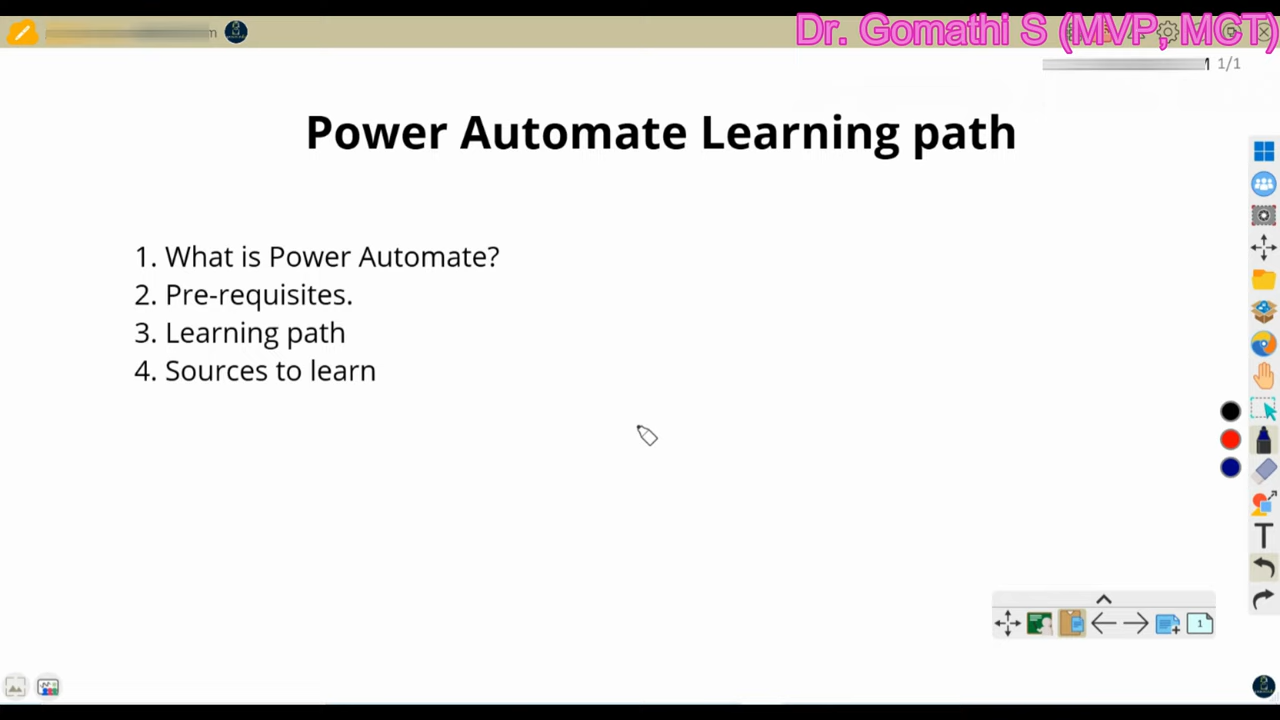 Dr. Gomathi S (MVP, MCT)
1/1
Power Automate Learning path
1. What is Power Automate?
2. Pre-requisites.
3. Learning path
4. Sources to learn
T
1